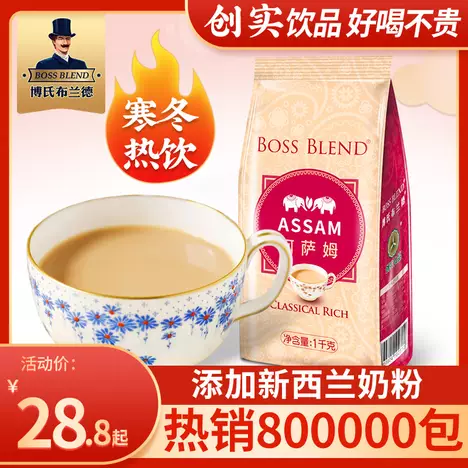 创实饮品 好喝不贵
BOSS BLEND
博氏布兰德
寒冬
热饮
BOSS BLEND
ASSAM
阿萨姆
CLASSICAL RICH
净含量:1千克
活动价:
¥28.8起
添加新西兰奶粉
热销800000包